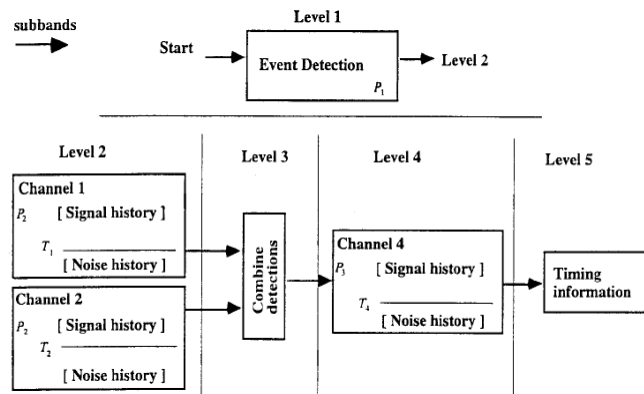 subbands
Level 1
Start
Event Detection
P1
Level 2
Level 2
Level 3
Level 4
Level 5
Channel 1
P2 [ Signal history ]
T1
[ Noise history ]
Channel 2
P2 [ Signal history ]
T2
[ Noise history ]
Combine
detections
Channel 4
P3 [ Signal history ]
T4
[ Noise history ]
Timing
information